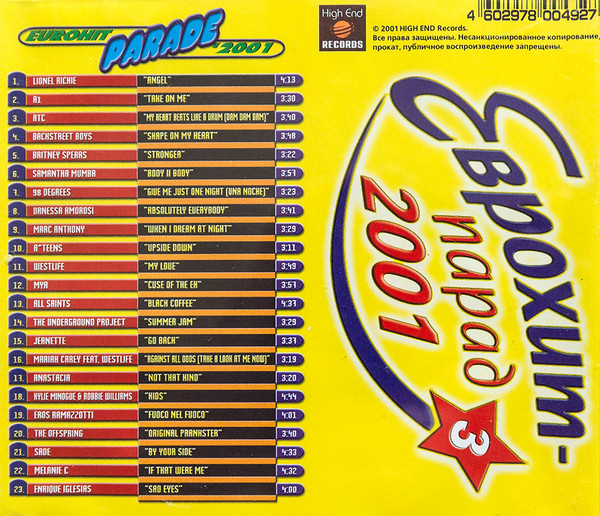 EUROHIT
PARADE
'2001
1. LIONEL RICHIE "ANGEL" 4:13
2. A1 "TAKE ON ME" 3:30
3. ATC "MY HEART BEATS LIKE A DRUM (DAM DAM DAM) 3:40
4. BACKSTREET BOYS "SHAPE ON MY HEART" 3:48
5. BRITNEY SPEARS "STRONGER" 3:22
6. SAMANTHA MUMBA "BODY II BODY" 3:57
7. 98 DEGREES "GIVE ME JUST ONE NIGHT (UNA NOCHE)" 3:23
8. VANESSA AMOROSI "ABSOLUTELY EVERYBODY" 3:41
9. MARC ANTHONY "WHEN I DREAM AT NIGHT" 3:29
10. A*TEENS "UPSIDE DOWN" 3:11
11. WESTLIFE "MY LOVE" 3:49
12. MYA "CUSE OF THE EX" 3:57
13. ALL SAINTS "BLACK COFFEE" 4:37
14. THE UNDERGROUND PROJECT "SUMMER JAM" 3:29
15. JEANETTE "GO BACK" 3:37
16. MARIAH CAREY FEAT. WESTLIFE "AGAINST ALL ODDS (TAKE A LOOK AT ME NOW)" 3:19
17. ANASTACIA "NOT THAT KIND" 3:20
18. KYLIE MINOGUE & ROBBIE WILLIAMS "KIDS" 4:44
19. EROS RAMAZZOTTI "FUOCO NEL FUOCO" 4:01
20. THE OFFSPRING "ORIGINAL PRANKSTER" 3:40
21. SADE "BY YOUR SIDE" 4:33
22. MELANIE C "IF THAT WERE ME" 4:32
23. ENRIQUE IGLESIAS "SAD EYES" 4:00
High End
RECORDS
4 602978 004927
© 2001 HIGH END Records.
Все права защищены. Несанкционированное копирование,
прокат, публичное воспроизведение запрещены.
Еврохит-
парад
2001
3